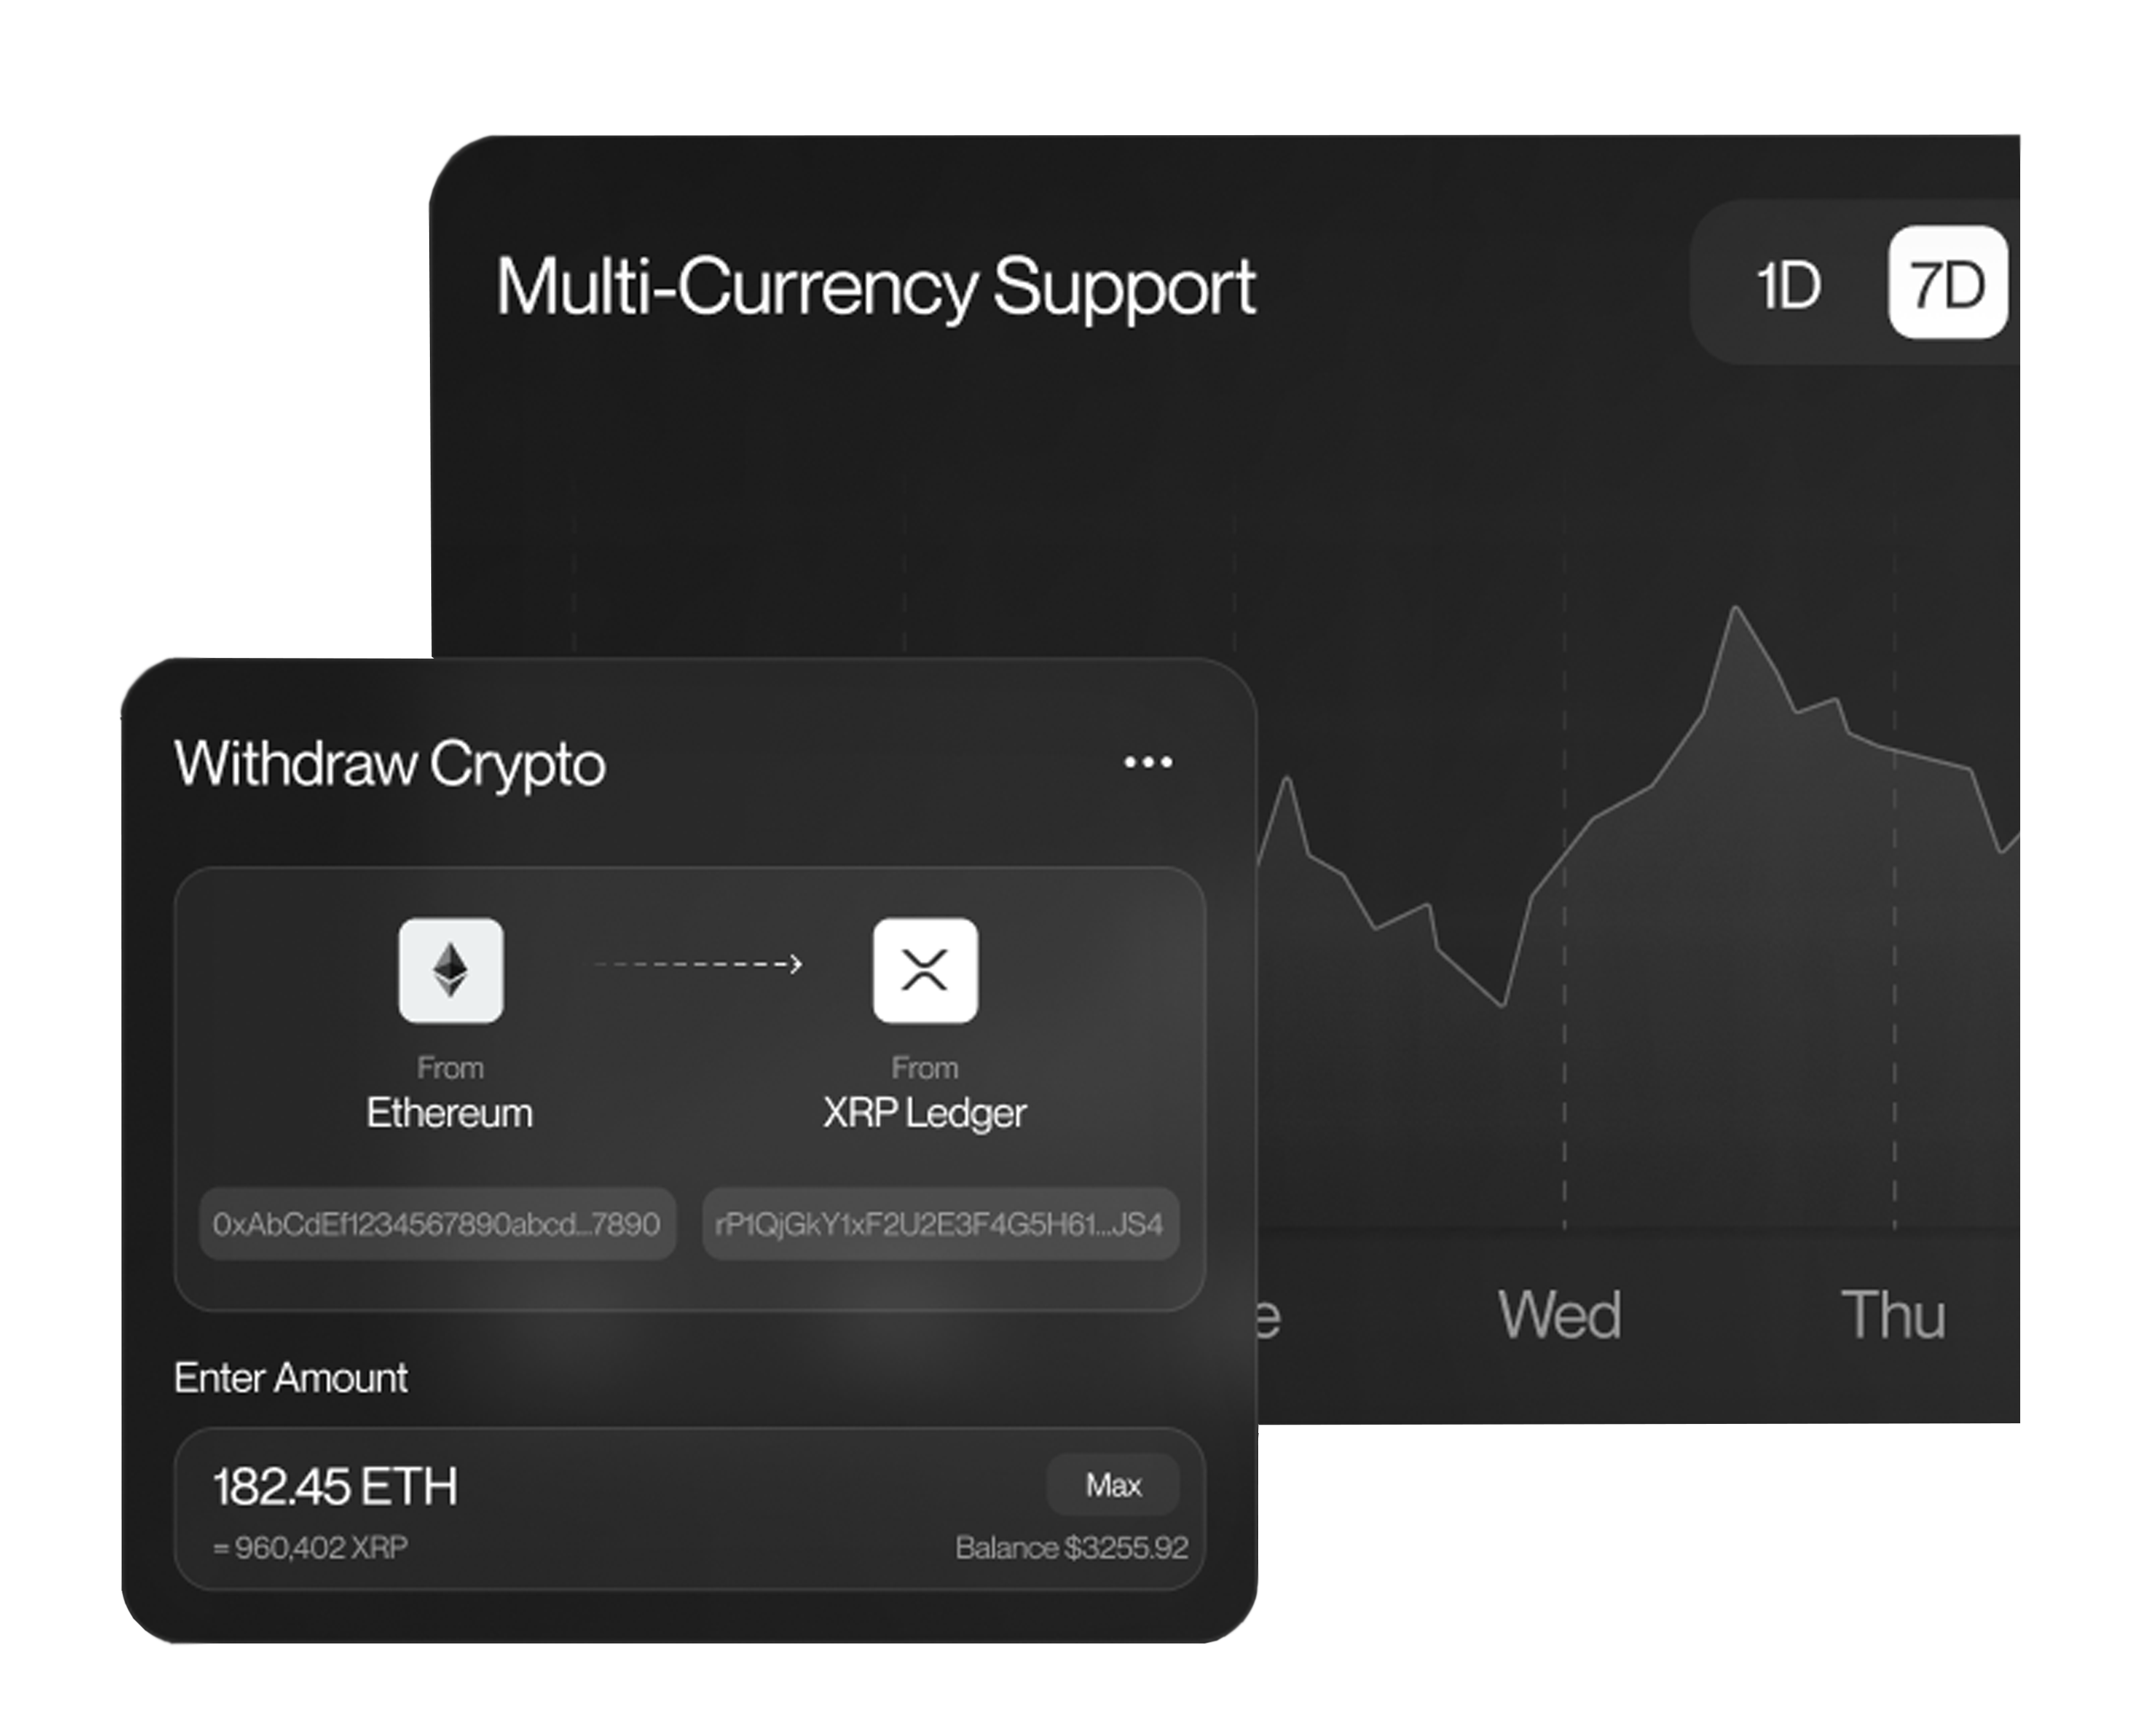 Multi-Currency Support
1D 7D
Withdraw Crypto
From
Ethereum
From
XRP Ledger
0xAbCdEf1234567890abcd...7890
rP1QjGkY1xF2U2E3F4G5H61...JS4
e Wed Thu
Enter Amount
182.45 ETH
Max
= 960,402 XRP
Balance $3255.92